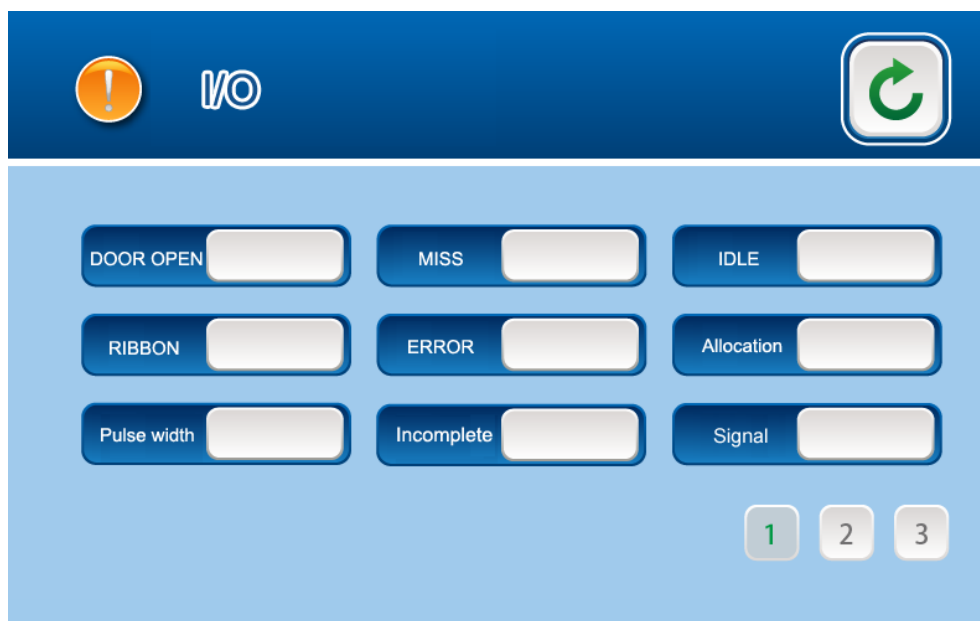 I/O
DOOR OPEN MISS IDLE
RIBBON ERROR Allocation
Pulse width Incomplete Signal
1 2 3